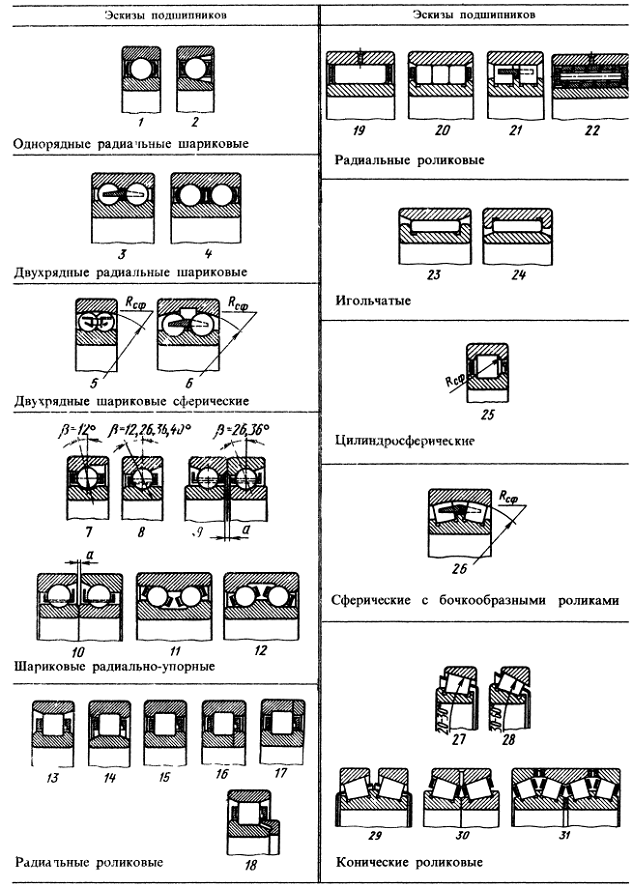 Эскизы подшипников
1 2
Однорядные радиальные шариковые
3 4
Двухрядные радиальные шариковые
Rсф Rсф
5 6
Двухрядные шариковые сферические
β=12° β=12,26,36,40° β=26,36°
7 8 9 a
a
10 11 12
Шариковые радиально-упорные
13 14 15 16 17
18
Радиальные роликовые
Эскизы подшипников
19 20 21 22
Радиальные роликовые
23 24
Игольчатые
Rсф
25
Цилиндросферические
Rсф
26
Сферические с бочкообразными роликами
27 28
29 30 31
Конические роликовые